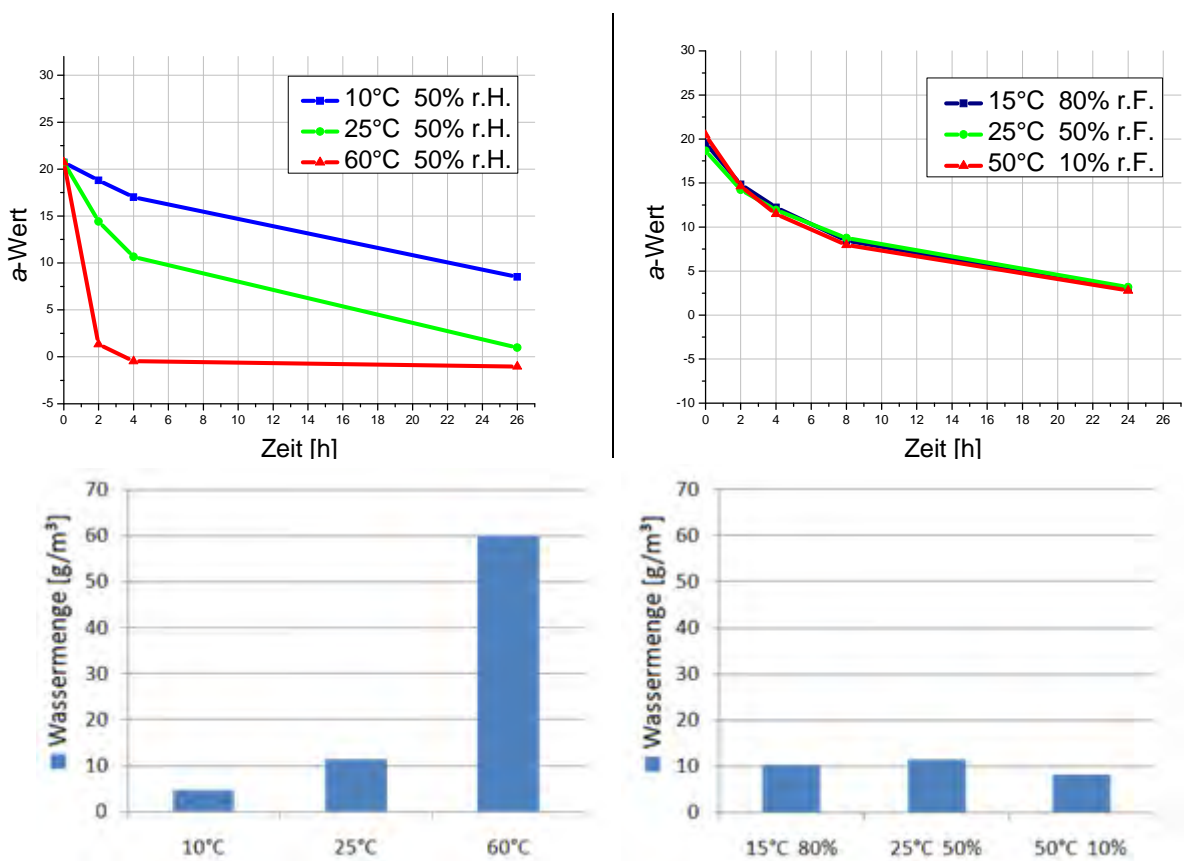 30
25
20
15
10
5
0
-5
a-Wert
10°C 50% r.H.
25°C 50% r.H.
60°C 50% r.H.
0 2 4 6 8 10 12 14 16 18 20 22 24 26
Zeit [h]
30
25
20
15
10
5
0
-5
-10
a-Wert
15°C 80% r.F.
25°C 50% r.F.
50°C 10% r.F.
0 2 4 6 8 10 12 14 16 18 20 22 24 26
Zeit [h]
70
60
50
40
30
20
10
0
Wassermenge [g/m³]
10°C 25°C 60°C
70
60
50
40
30
20
10
0
Wassermenge [g/m³]
15°C 80% 25°C 50% 50°C 10%